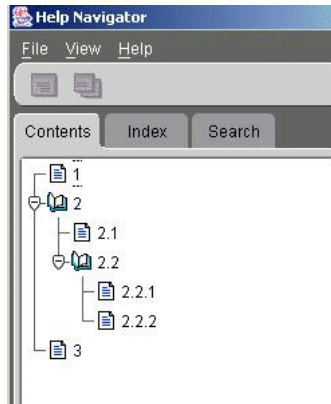 Help Navigator
File View Help
Contents Index Search
1
2
2.1
2.2
2.2.1
2.2.2
3